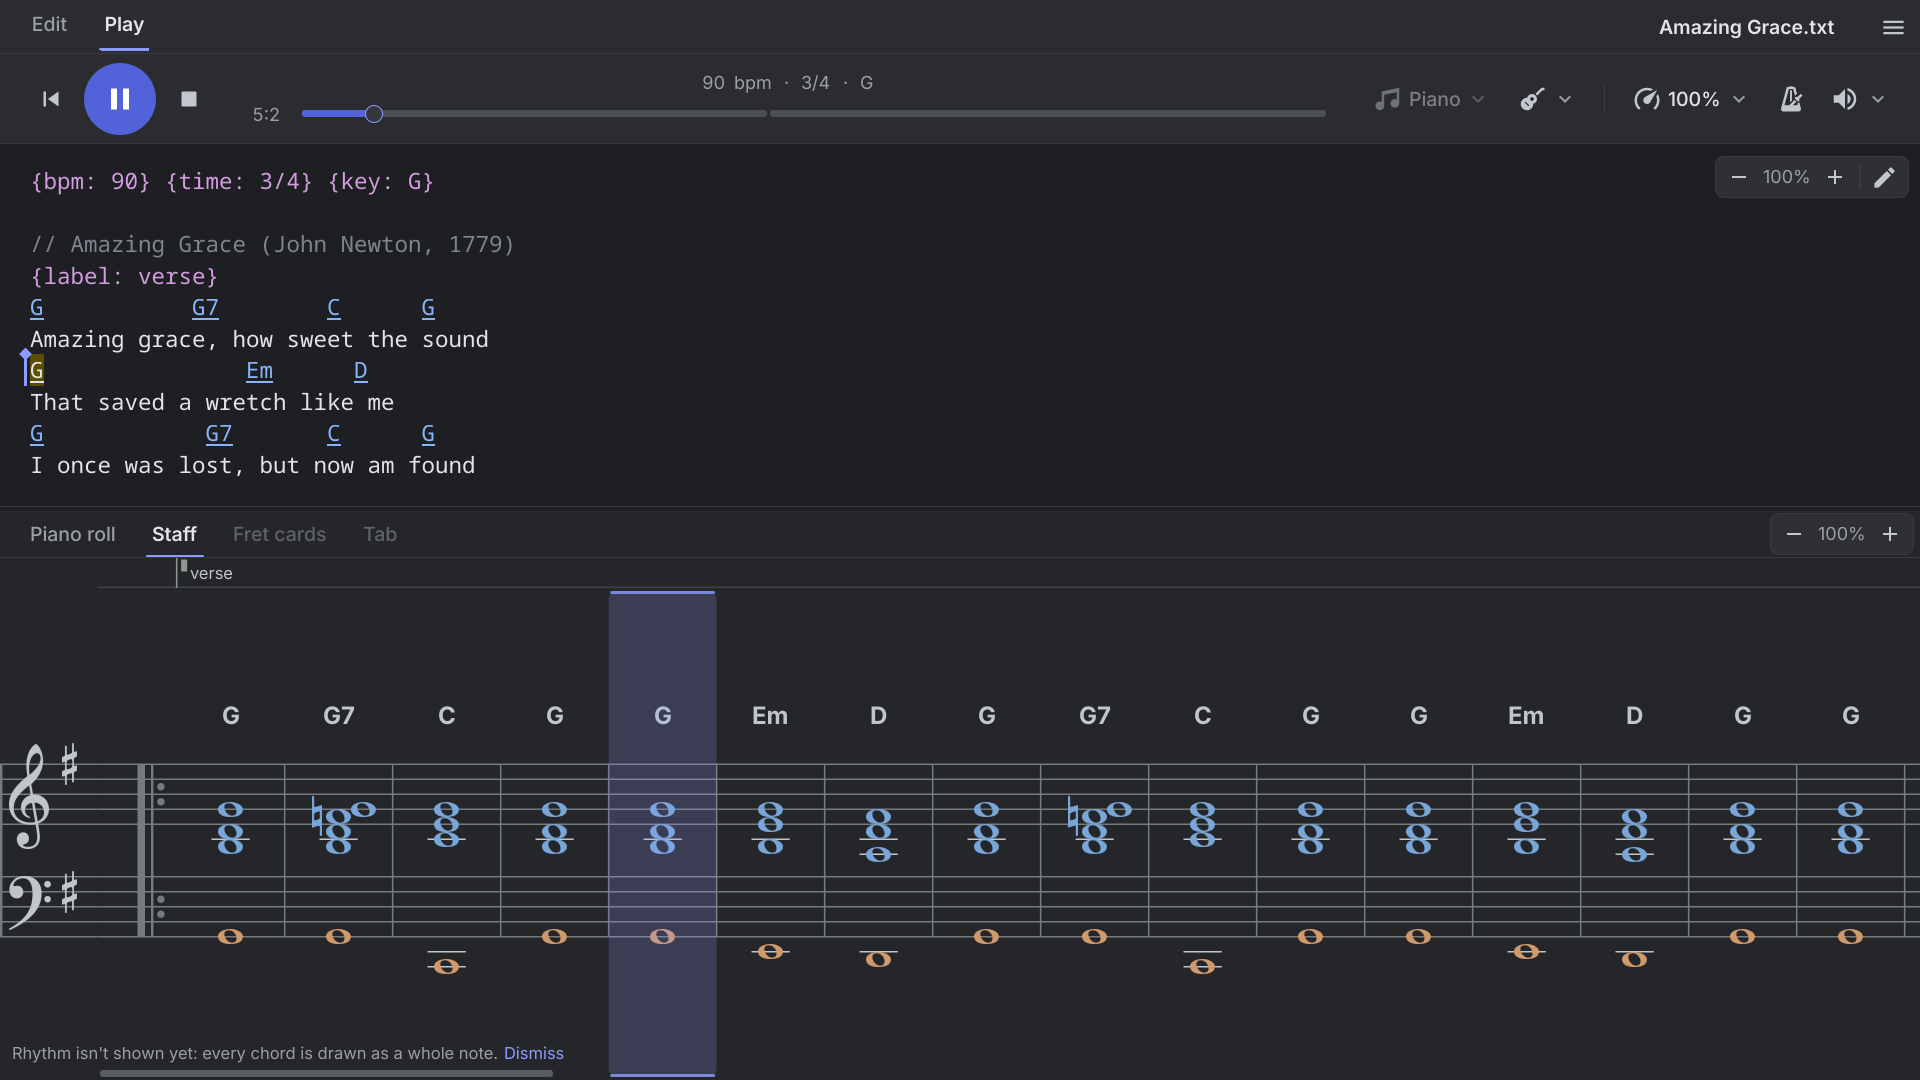 Edit Play Amazing Grace.txt
90 bpm · 3/4 · G
5:2 Piano 100%
{bpm: 90} {time: 3/4} {key: G}
100%
// Amazing Grace (John Newton, 1779)
{label: verse}
G G7 C G
Amazing grace, how sweet the sound
G Em D
That saved a wretch like me
G G7 C G
I once was lost, but now am found
Piano roll Staff Fret cards Tab 100%
verse
G G7 C G G Em D G G7 C G G Em D G G
Rhythm isn't shown yet: every chord is drawn as a whole note. Dismiss